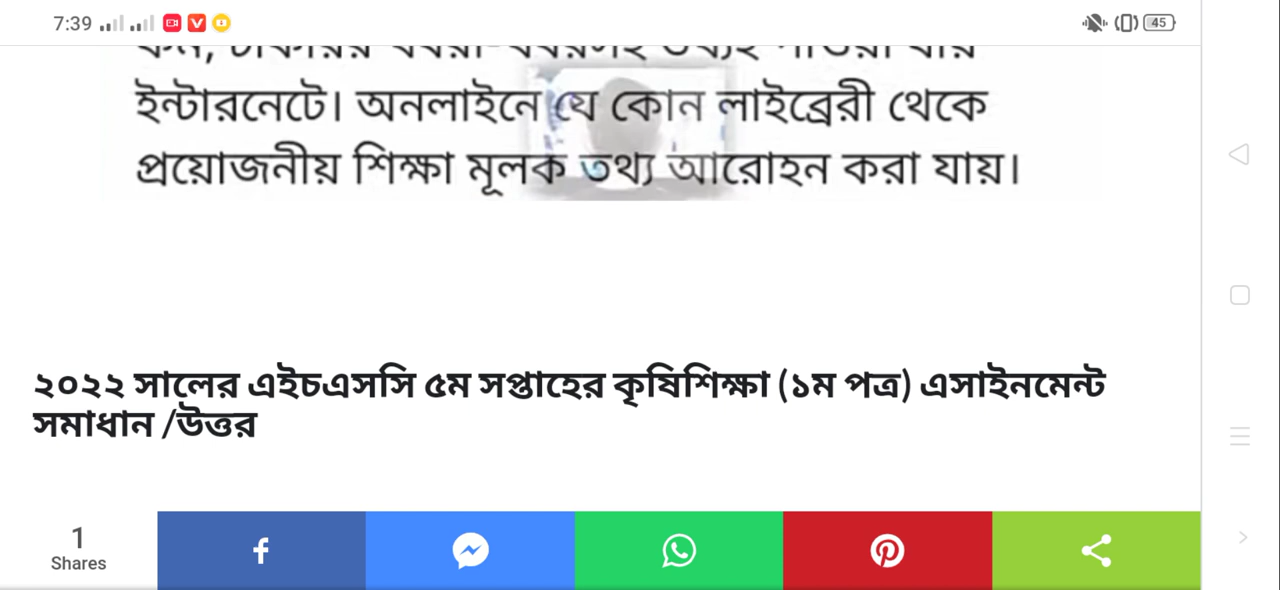 7:39
45
ইন্টারনেটে। অনলাইনে যে কোন লাইব্রেরী থেকে
প্রয়োজনীয় শিক্ষা মূলক তথ্য আরোহন করা যায়।
২০২২ সালের এইচএসসি ৫ম সপ্তাহের কৃষিশিক্ষা (১ম পত্র) এসাইনমেন্ট
সমাধান /উত্তর
1
Shares